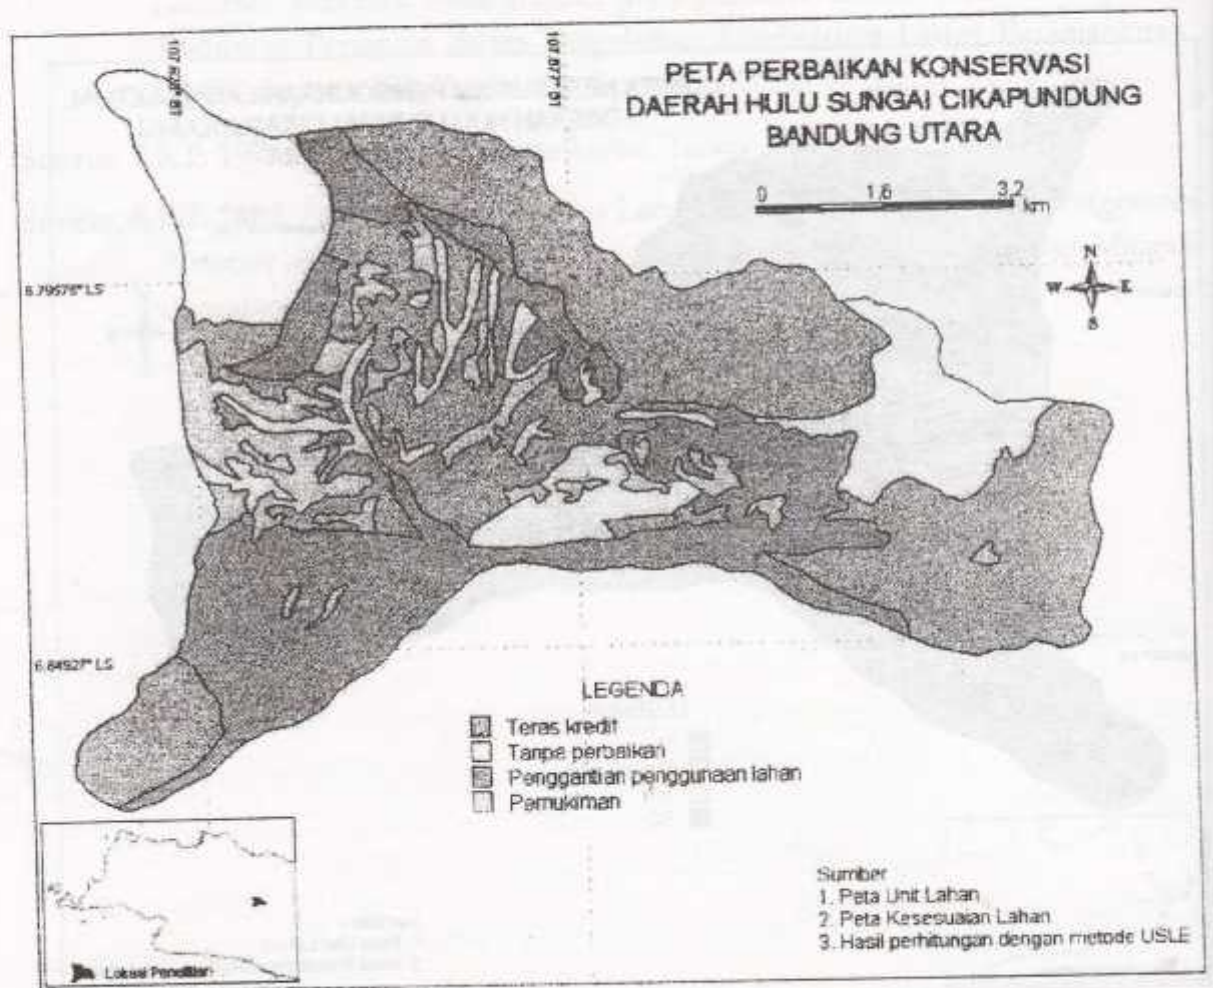 PETA PERBAIKAN KONSERVASI
DAERAH HULU SUNGAI CIKAPUNDUNG
BANDUNG UTARA
0 1.6 3.2
km
N
W E
S
6.79576° LS
6.84927° LS
LEGENDA
Teras kredit
Tanpa perbaikan
Penggantian penggunaan lahan
Pemukiman
Lokasi Penelitian
Sumber
1. Peta Unit Lahan
2. Peta Kesesuaian Lahan
3. Hasil perhitungan dengan metode USLE